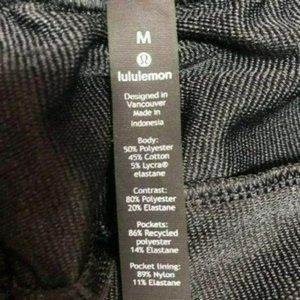 M
lululemon
Designed in
Vancouver
Made in
Indonesia
Body:
50% Polyester
45% Cotton
5% Lycra®
elastane
Contrast:
80% Polyester
20% Elastane
Pockets:
86% Recycled
polyester
14% Elastane
Pocket lining:
89% Nylon
11% Elastane